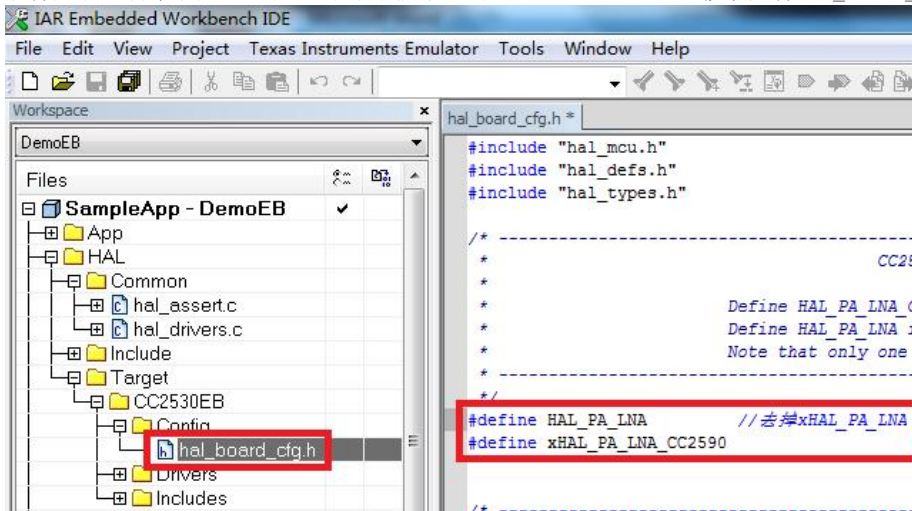 IAR Embedded Workbench IDE
File Edit View Project Texas Instruments Emulator Tools Window Help
Workspace
DemoEB
Files
SampleApp - DemoEB
App
HAL
Common
hal_assert.c
hal_drivers.c
Include
Target
CC2530EB
Config
hal_board_cfg.h
Drivers
Includes
hal_board_cfg.h *
#include "hal_mcu.h"
#include "hal_defs.h"
#include "hal_types.h"
/* ------------------------------------------
*
*
* Define HAL_PA_LNA
* Define HAL_PA_LNA
* Note that only one
* ------------------------------------------
*/
#define HAL_PA_LNA //去掉xHAL_PA_LNA
#define xHAL_PA_LNA_CC2590
/* ------------------------------------------